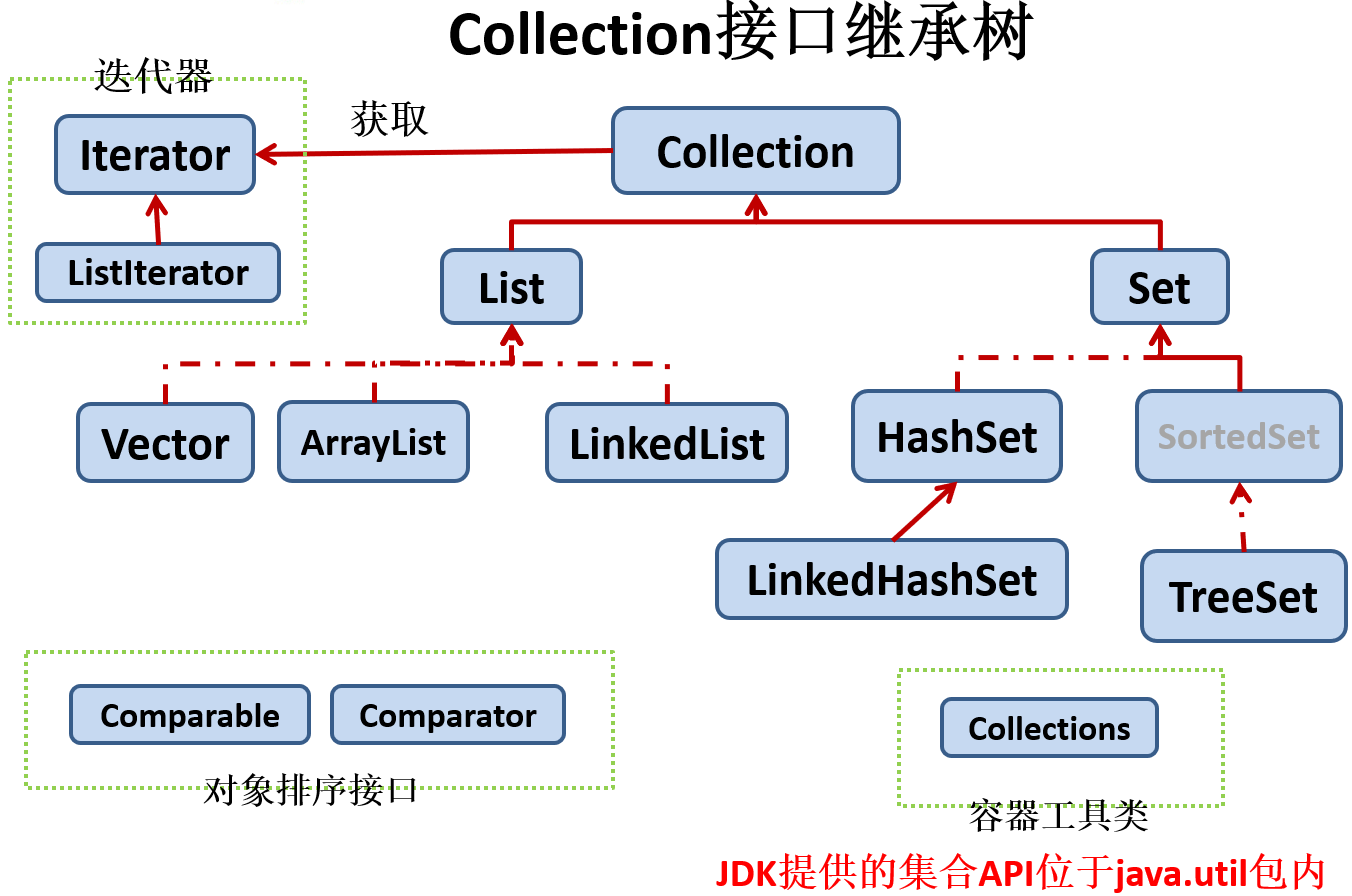 Collection接口继承树
迭代器
获取
Iterator
Collection
ListIterator
List
Set
Vector
ArrayList
LinkedList
HashSet
SortedSet
LinkedHashSet
TreeSet
Comparable
Comparator
对象排序接口
Collections
容器工具类
JDK提供的集合API位于java.util包内